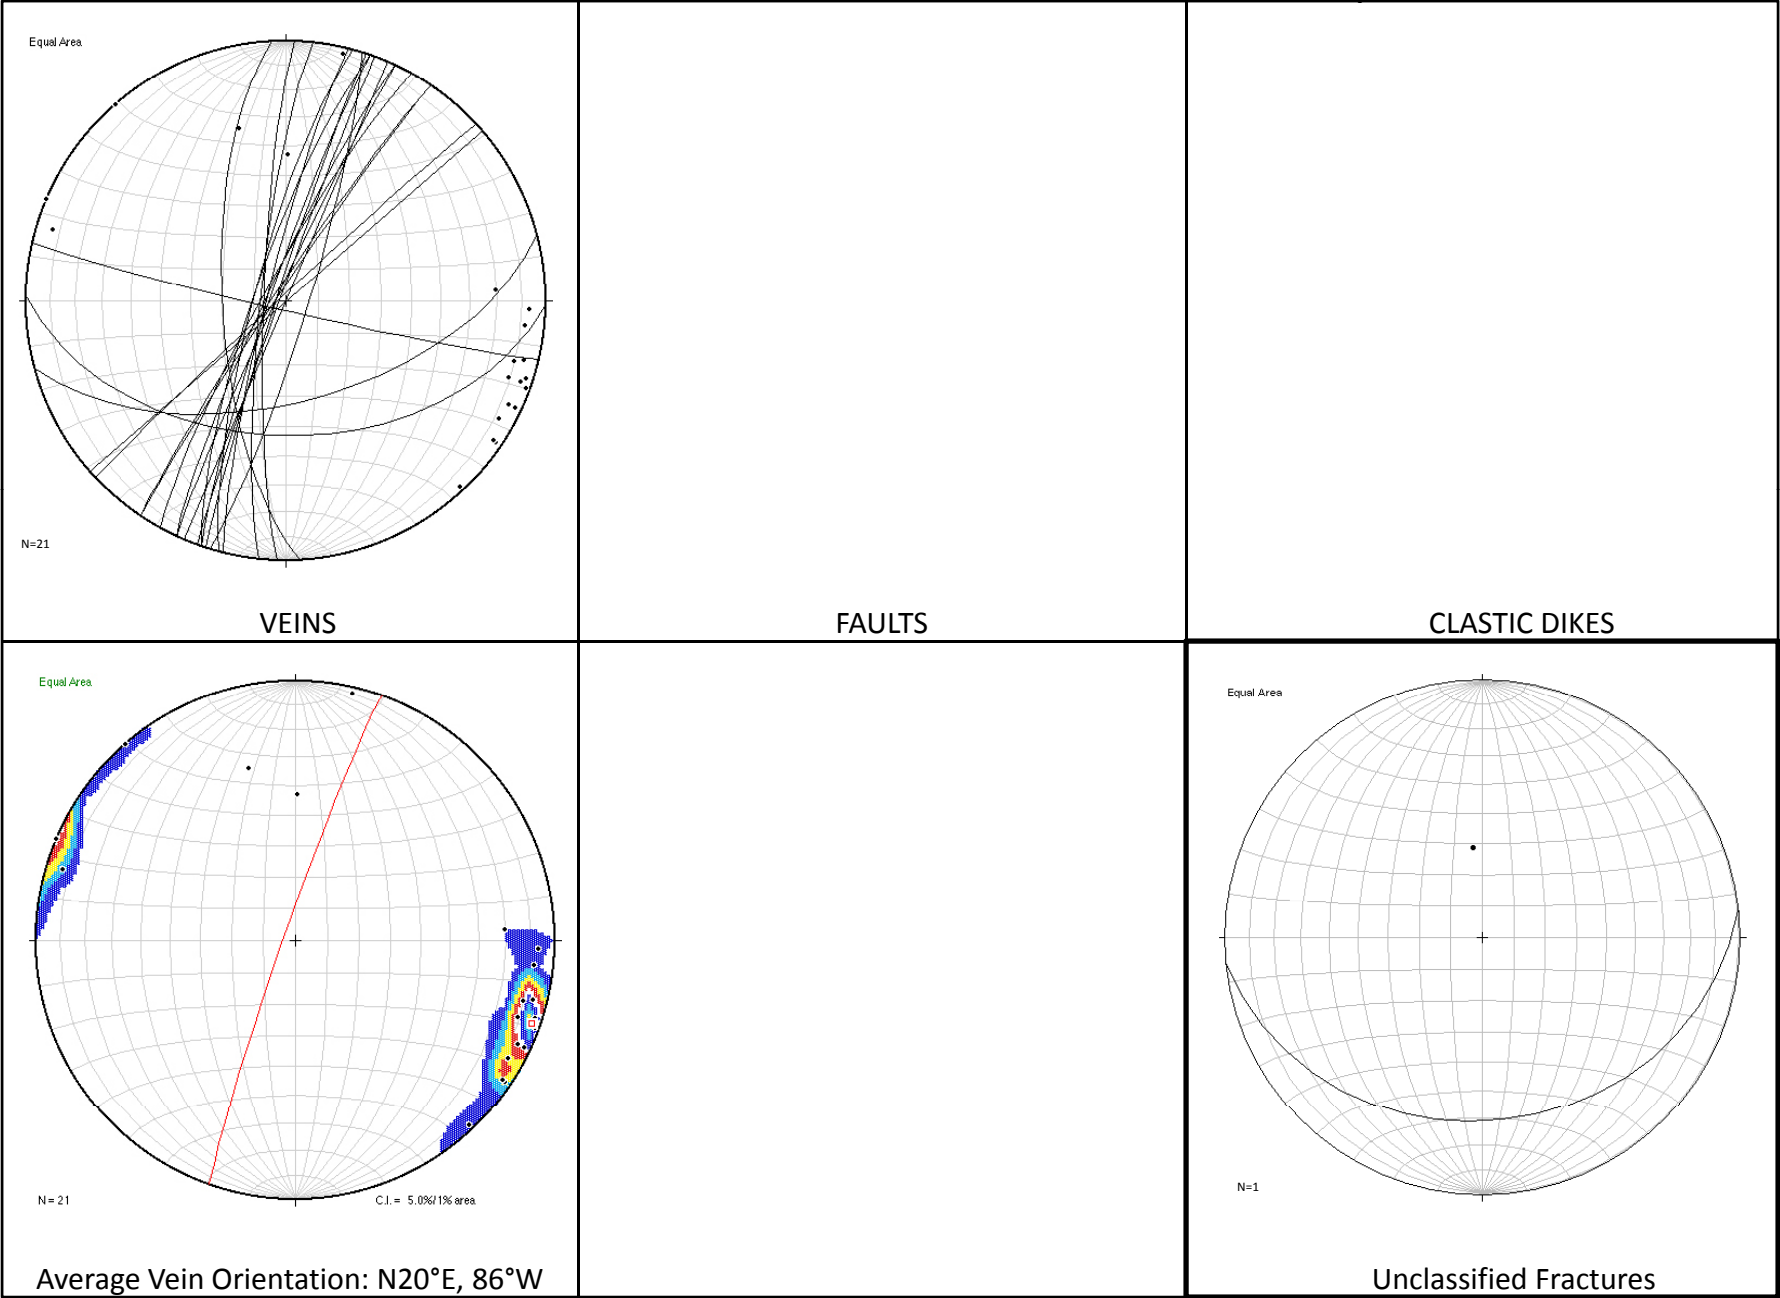 Equal Area
N=21
VEINS
FAULTS
CLASTIC DIKES
Equal Area
N = 21
C.I. = 5.0%/1% area
Average Vein Orientation: N20°E, 86°W
Equal Area
N=1
Unclassified Fractures